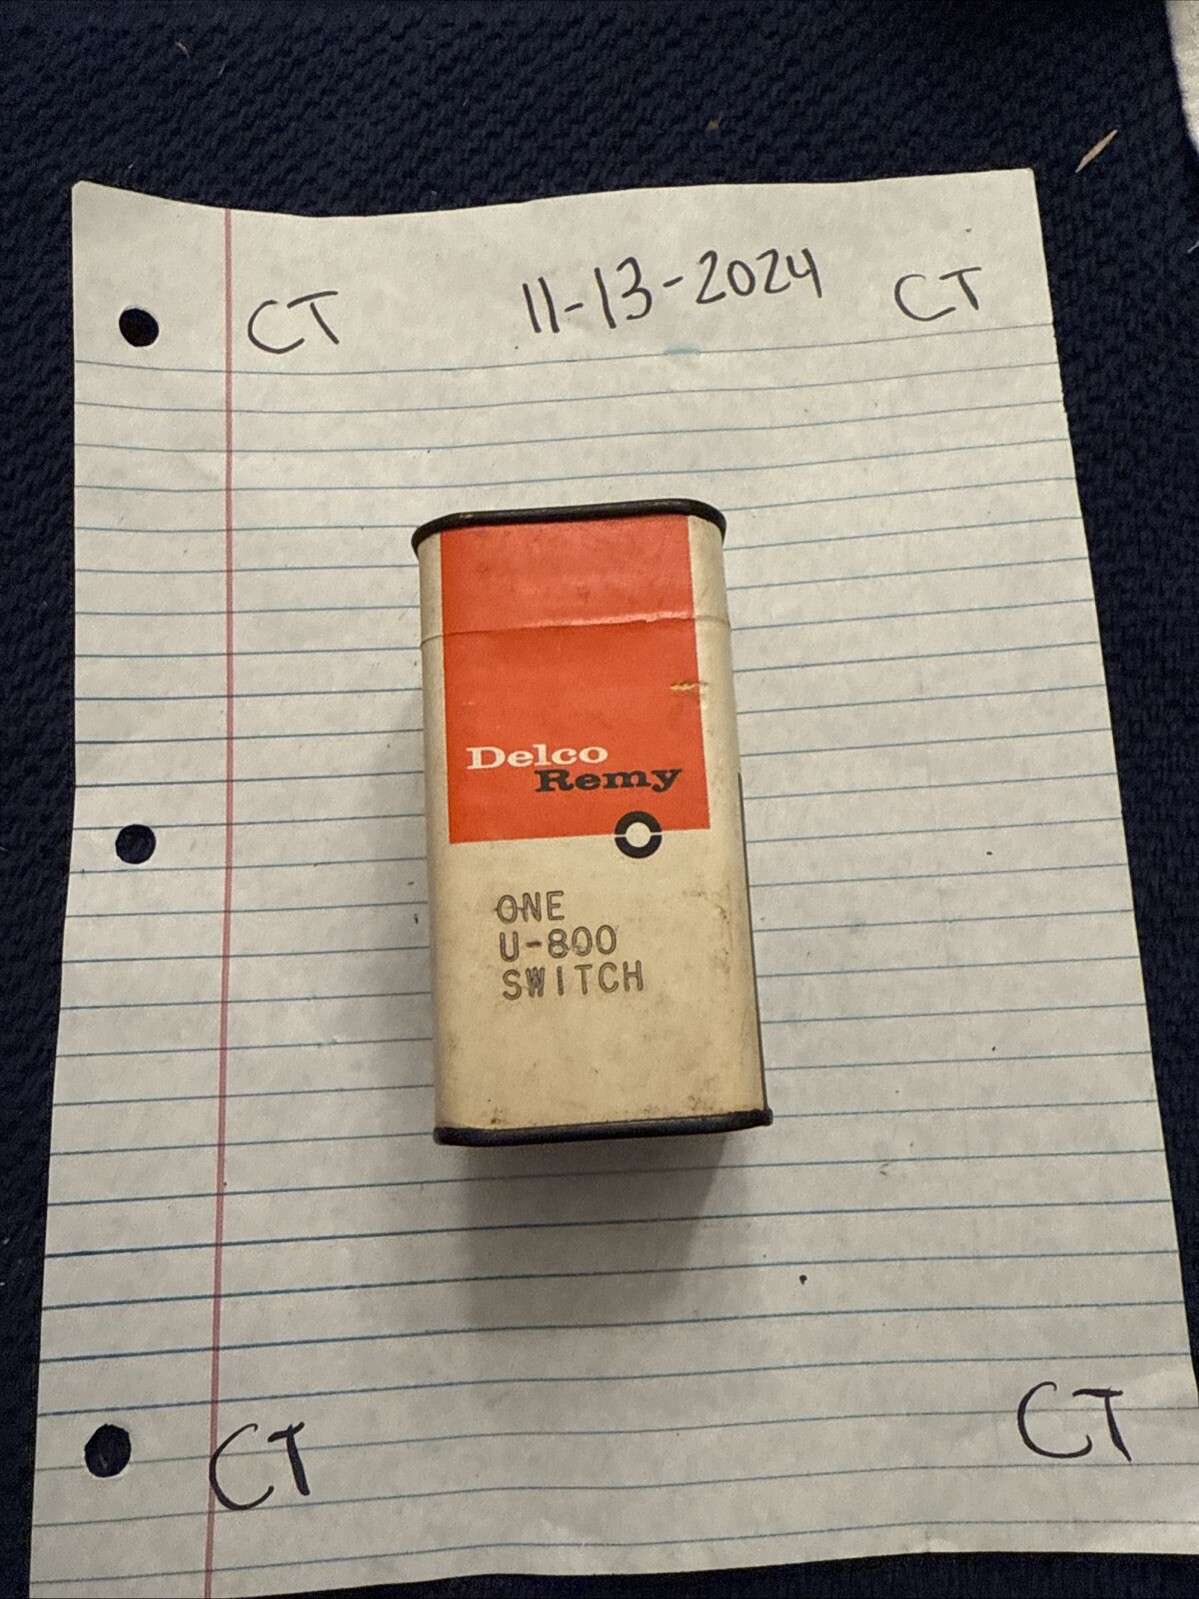 CT 11-13-2024 CT
Delco
Remy
ONE
U-800
SWITCH
CT CT